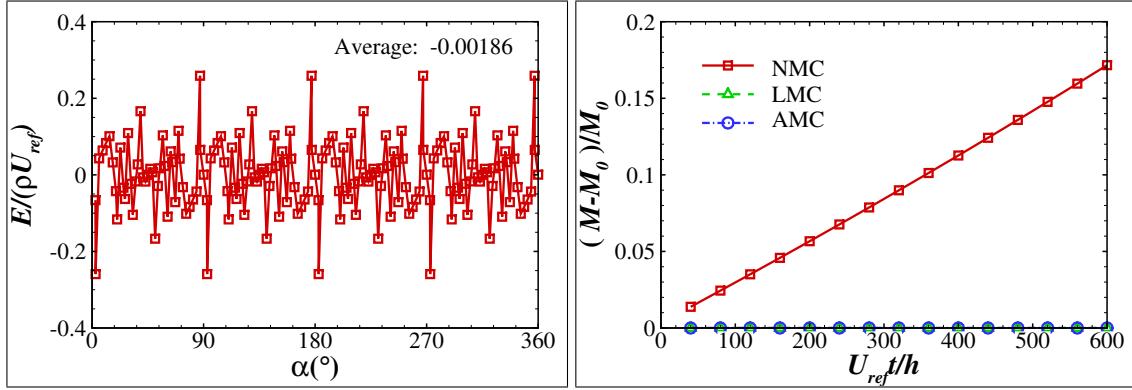 0.4
0.2
0
-0.2
-0.4
E/(ρU_ref)
Average: -0.00186
0 90 180 270 360
α(°)
0.2
0.15
0.1
0.05
0
(M-M_0)/M_0
NMC
LMC
AMC
0 100 200 300 400 500 600
U_ref t/h